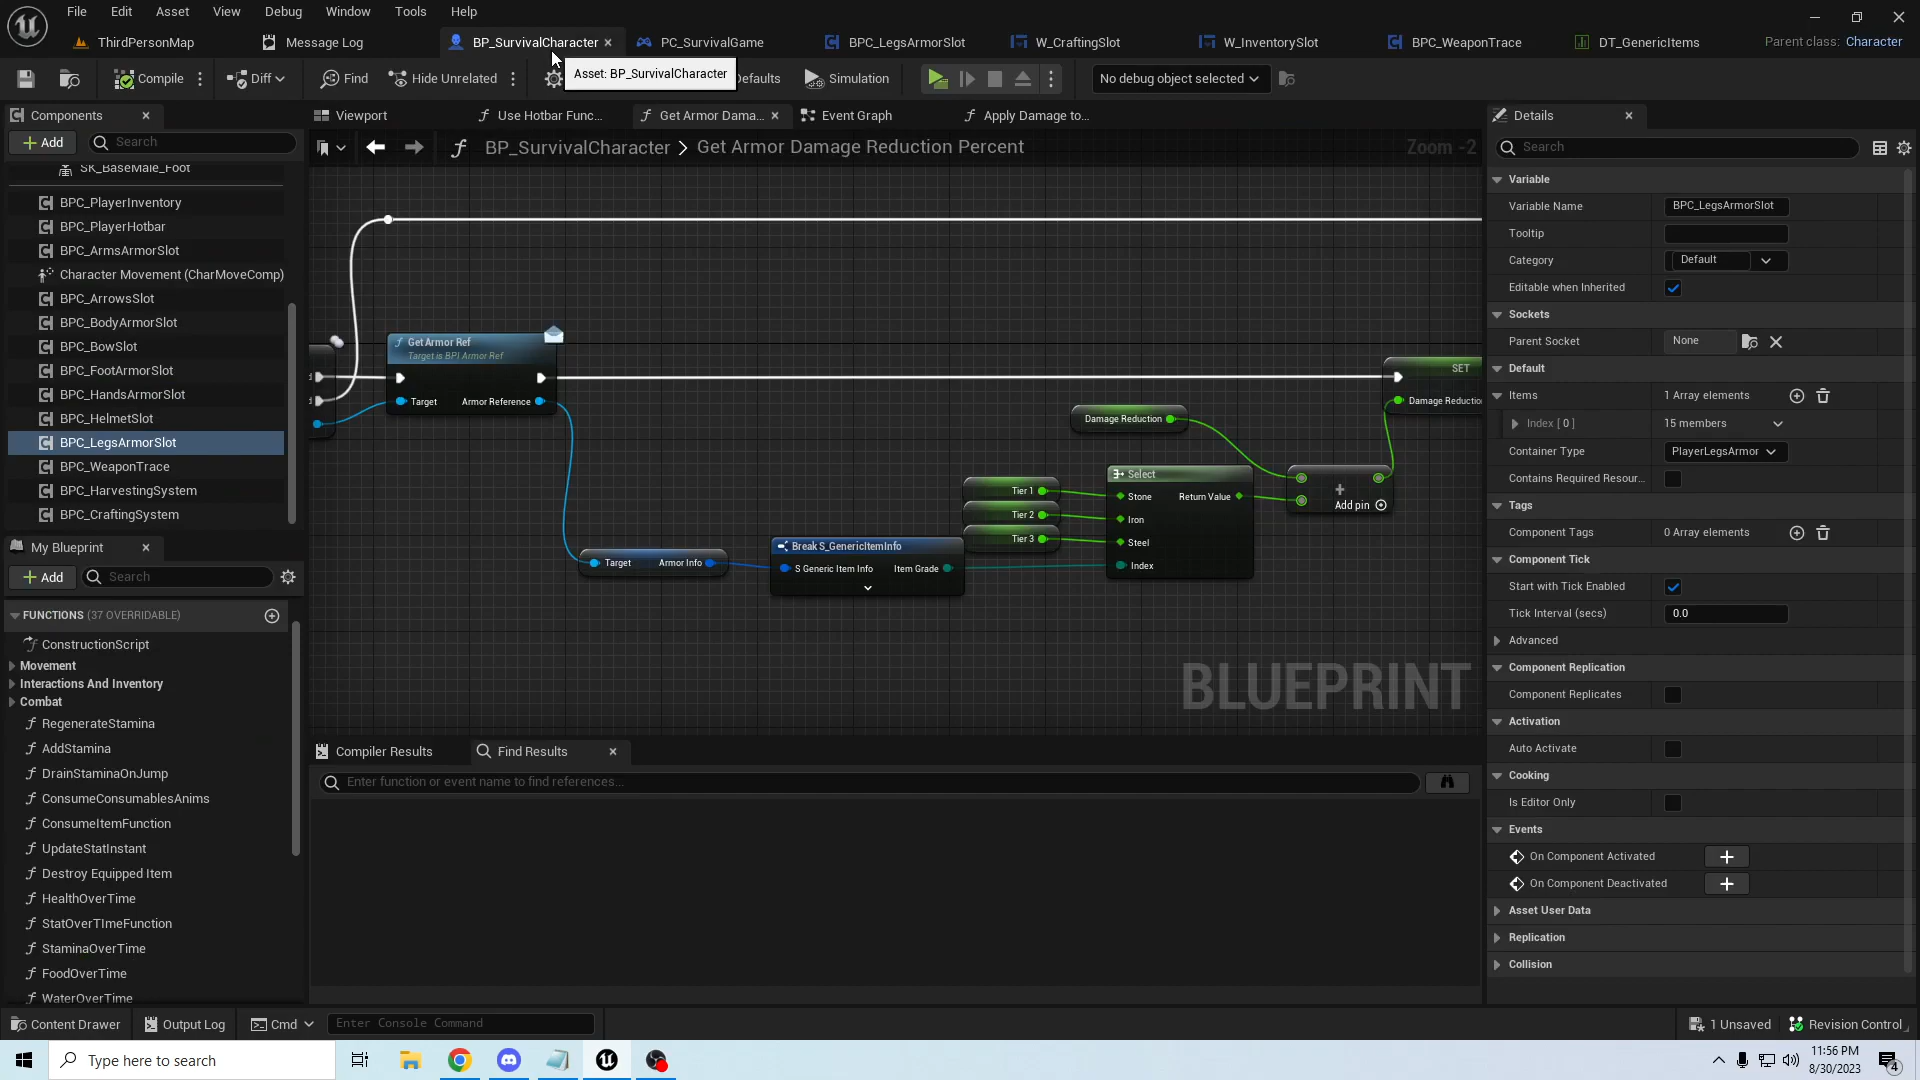 File Edit Asset View Debug Window Tools Help
ThirdPersonMap Message Log BP_SurvivalCharacter PC_SurvivalGame BPC_LegsArmorSlot W_CraftingSlot W_InventorySlot BPC_WeaponTrace DT_GenericItems Parent class: Character
Compile Diff Find Hide Unrelated Defaults Simulation No debug object selected
Asset: BP_SurvivalCharacter
Components
Add Search
SK_BaseMale_Foot
BPC_PlayerInventory
BPC_PlayerHotbar
BPC_ArmsArmorSlot
Character Movement (CharMoveComp)
BPC_ArrowsSlot
BPC_BodyArmorSlot
BPC_BowSlot
BPC_FootArmorSlot
BPC_HandsArmorSlot
BPC_HelmetSlot
BPC_LegsArmorSlot
BPC_WeaponTrace
BPC_HarvestingSystem
BPC_CraftingSystem
My Blueprint
Add Search
FUNCTIONS (37 OVERRIDABLE)
ConstructionScript
Movement
Interactions And Inventory
Combat
RegenerateStamina
AddStamina
DrainStaminaOnJump
ConsumeConsumablesAnims
ConsumeItemFunction
UpdateStatInstant
Destroy Equipped Item
HealthOverTime
StatOverTImeFunction
StaminaOverTime
FoodOverTime
WaterOverTime
Viewport Use Hotbar Func... Get Armor Dama... Event Graph Apply Damage to...
BP_SurvivalCharacter > Get Armor Damage Reduction Percent Zoom -2
Get Armor Ref
Target is BPI Armor Ref
Target Armor Reference
Target Armor Info
Break S_GenericItemInfo
S Generic Item Info Item Grade
Tier 1
Tier 2
Tier 3
Damage Reduction
Select
Stone Return Value
Iron
Steel
Index
Add pin
SET
Damage Reductio
BLUEPRINT
Compiler Results Find Results
Enter function or event name to find references...
Details
Search
Variable
Variable Name BPC_LegsArmorSlot
Tooltip
Category Default
Editable when Inherited
Sockets
Parent Socket None
Default
Items 1 Array elements
Index [ 0 ] 15 members
Container Type PlayerLegsArmor
Contains Required Resour...
Tags
Component Tags 0 Array elements
Component Tick
Start with Tick Enabled
Tick Interval (secs) 0.0
Advanced
Component Replication
Component Replicates
Activation
Auto Activate
Cooking
Is Editor Only
Events
On Component Activated
On Component Deactivated
Asset User Data
Replication
Collision
Content Drawer Output Log Cmd Enter Console Command 1 Unsaved Revision Control
Type here to search
11:56 PM
8/30/2023
4